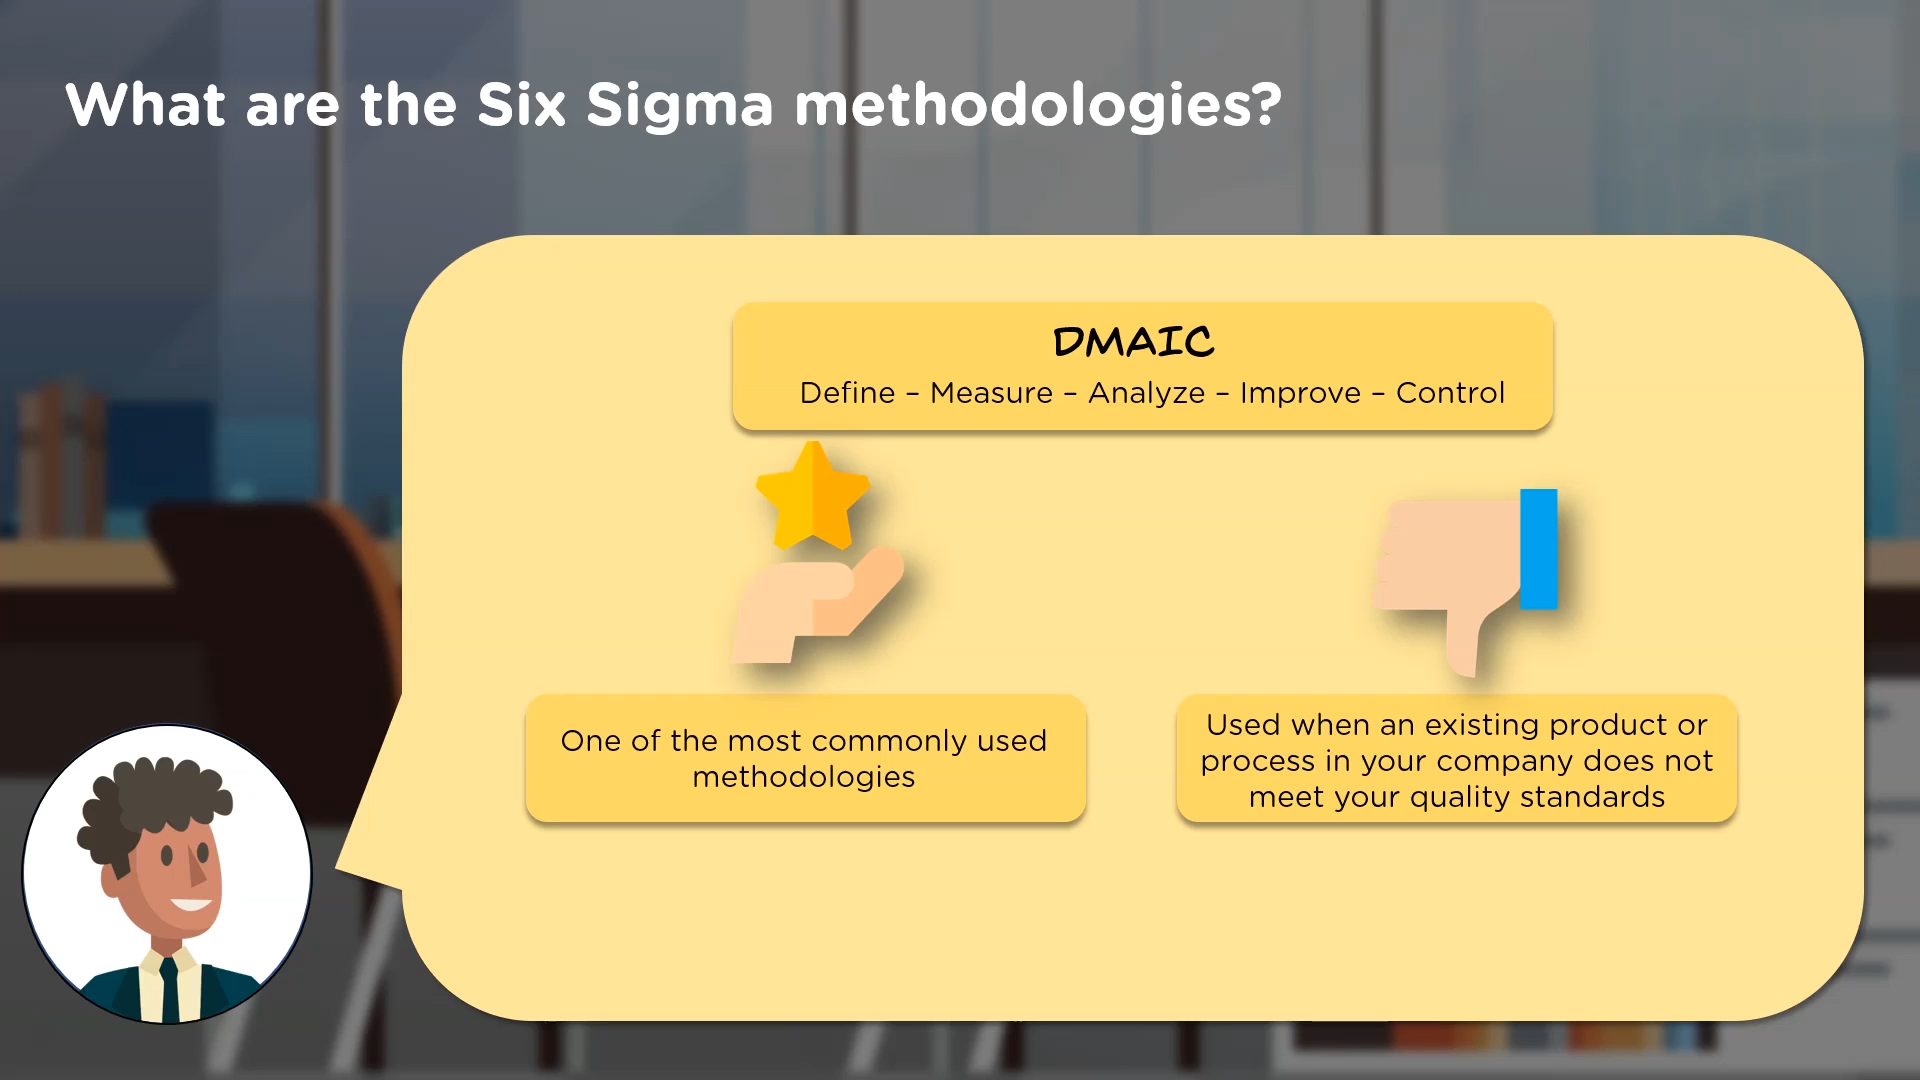 What are the Six Sigma methodologies?
DMAIC
Define – Measure – Analyze – Improve – Control
One of the most commonly used
methodologies
Used when an existing product or
process in your company does not
meet your quality standards